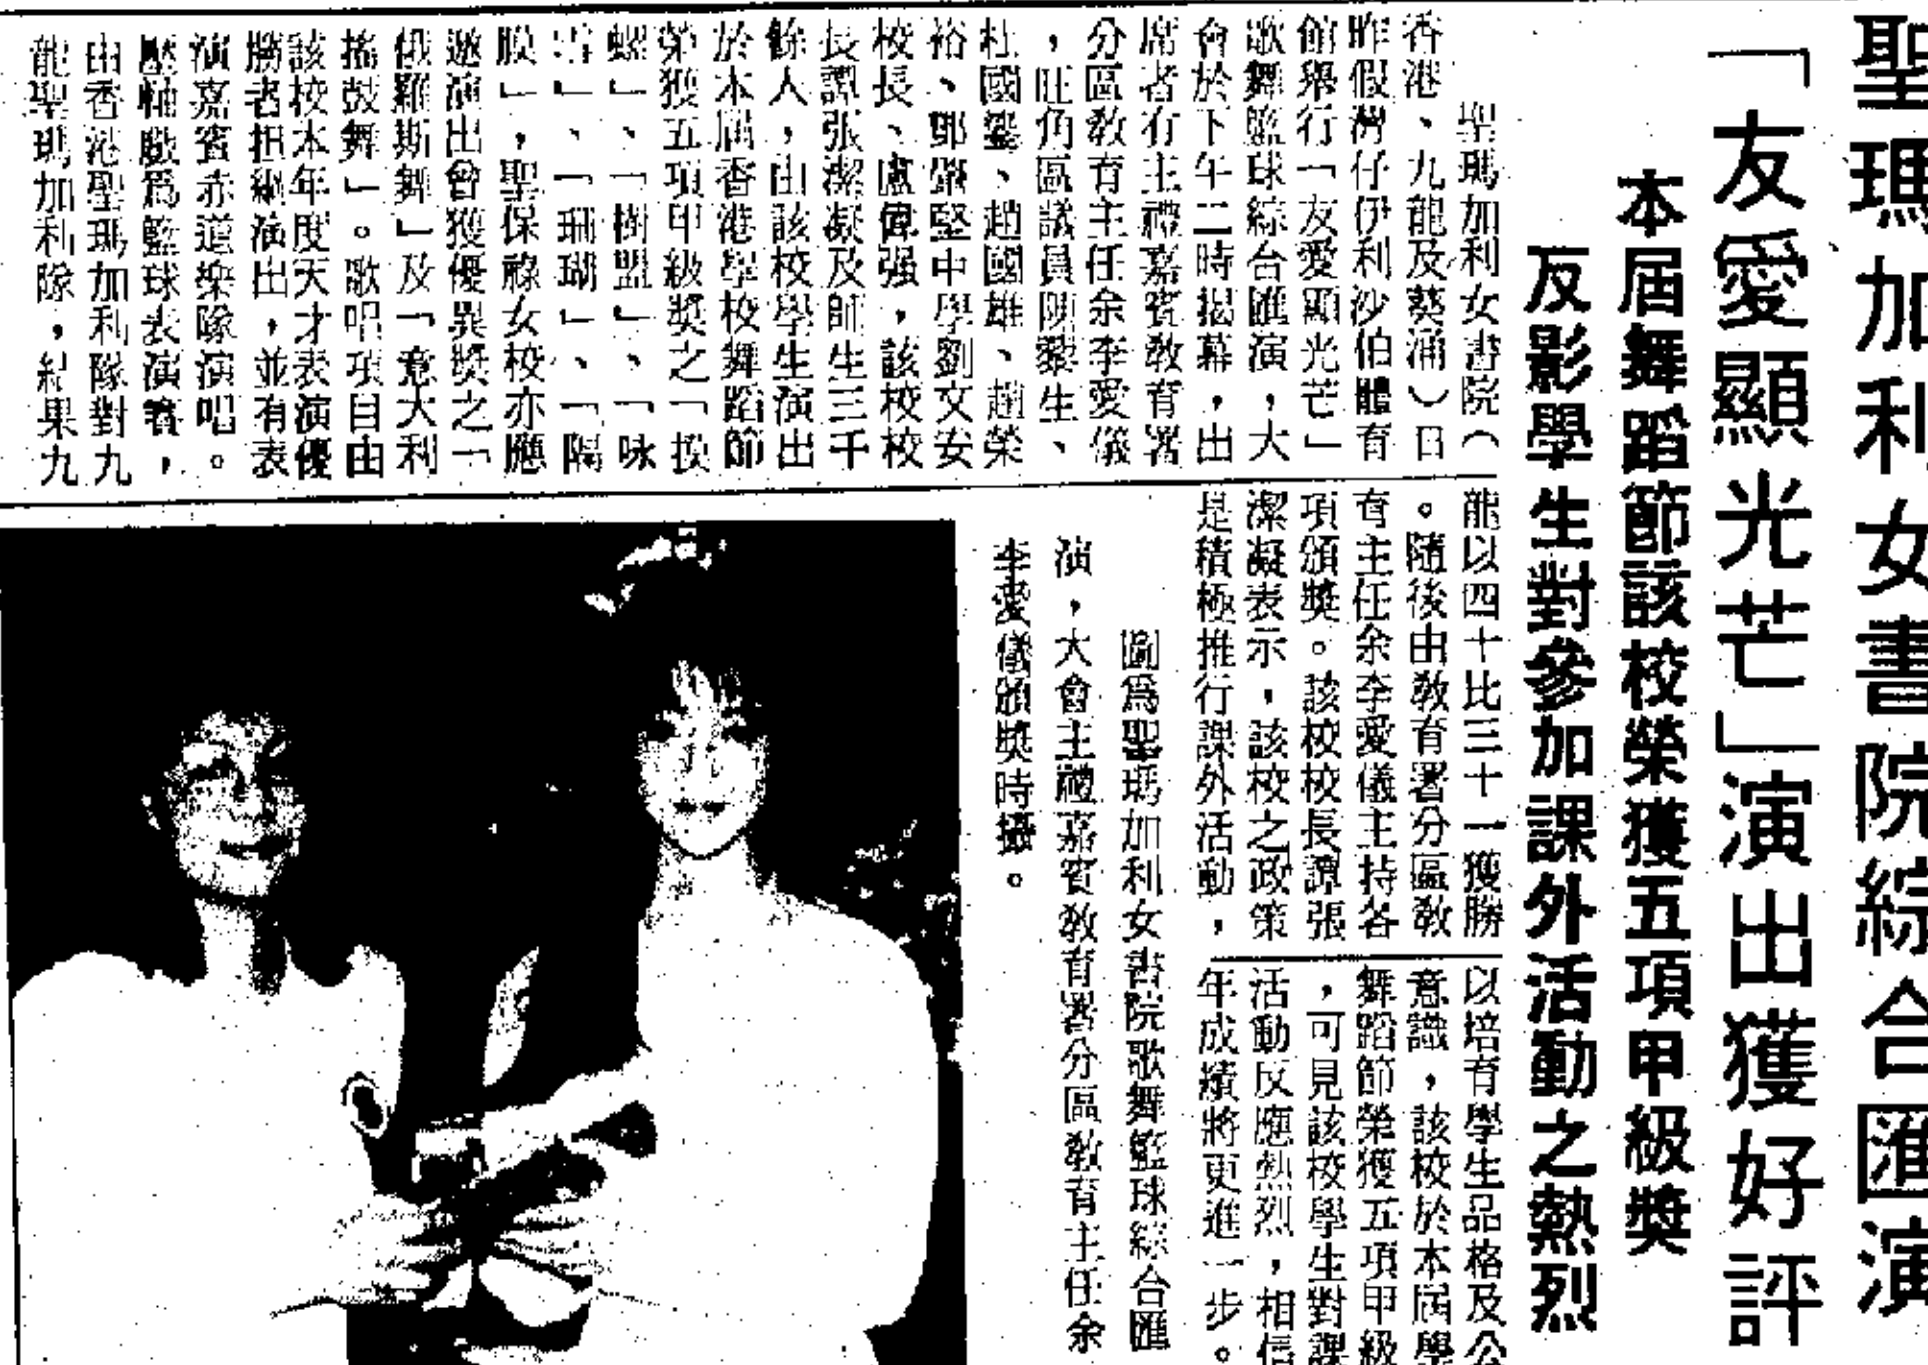 聖瑪加利女書院綜合匯演
「友愛顯光芒」演出獲好評
本屆舞蹈節該校榮獲五項甲級獎
反影學生對參加課外活動之熱烈
聖瑪加利女書院（
香港、九龍及葵涌）日
昨假灣仔伊利沙伯體育
館舉行「友愛顯光芒」
歌舞籃球綜合匯演，大
會於下午二時揭幕，出
席者有主禮嘉賓教育署
分區教育主任余李愛儀
，旺角區議員陳黎生、
杜國鎏、趙國雄、趙榮
裕、鄧肇堅中學劉文安
校長、盧偉强，該校校
長譚張潔凝及師生三千
餘人，由該校學生演出
於本屆香港學校舞蹈節
榮獲五項甲級獎之「換
螺」、「樹盟」、「咏
雪」、「珊瑚」、「隔
膜」，聖保祿女校亦應
邀演出曾獲優異獎之「
俄羅斯舞」及「意大利
搖鼓舞」。歌唱項目由
該校本年度天才表演優
勝者担綱演出，並有表
演嘉賓赤道樂隊演唱。
壓軸戲爲籃球表演賽，
由香港聖瑪加利隊對九
龍聖瑪加利隊，結果九
龍以四十比三十一獲勝
。隨後由教育署分區教
育主任余李愛儀主持各
項頒獎。該校校長譚張
潔凝表示，該校之政策
是積極推行課外活動，
以培育學生品格及公
意識，該校於本屆學
舞蹈節榮獲五項甲級
，可見該校學生對課
活動反應熱烈，相信
年成績將更進一步。
圖爲聖瑪加利女書院歌舞籃球綜合匯
演，大會主禮嘉賓教育署分區教育主任余
李愛儀頒獎時攝。